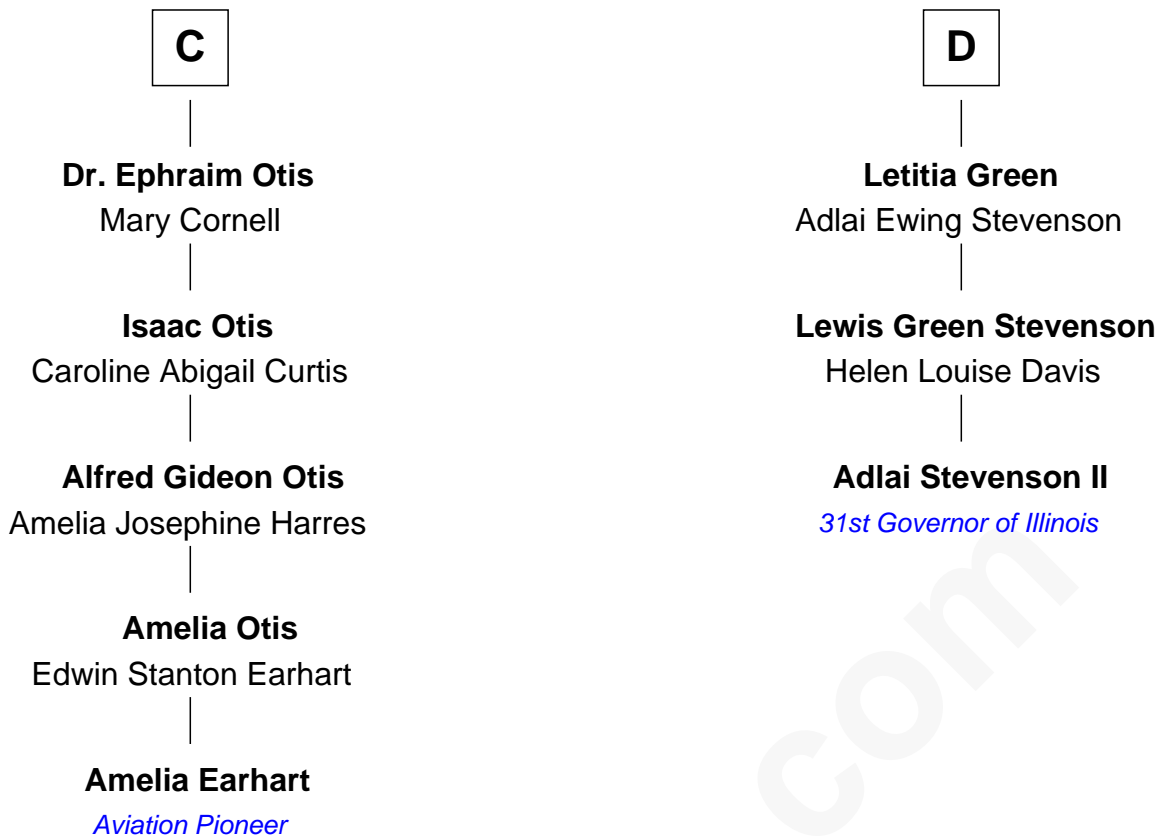 C
Dr. Ephraim Otis
Mary Cornell
Isaac Otis
Caroline Abigail Curtis
Alfred Gideon Otis
Amelia Josephine Harres
Amelia Otis
Edwin Stanton Earhart
Amelia Earhart
Aviation Pioneer
D
Letitia Green
Adlai Ewing Stevenson
Lewis Green Stevenson
Helen Louise Davis
Adlai Stevenson II
31st Governor of Illinois
com